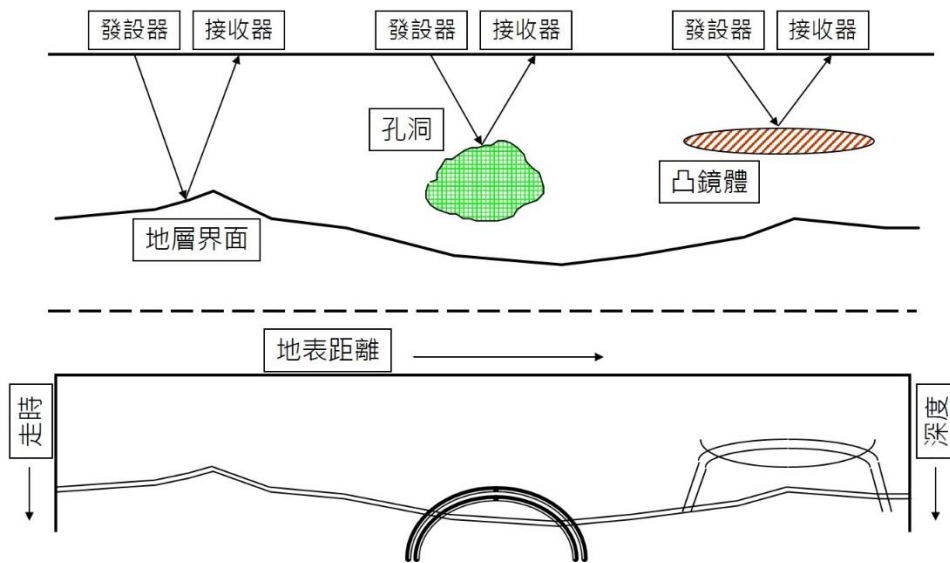 發設器 接收器 發設器 接收器 發設器 接收器
孔洞
凸鏡體
地層界面
地表距離
走時
深度